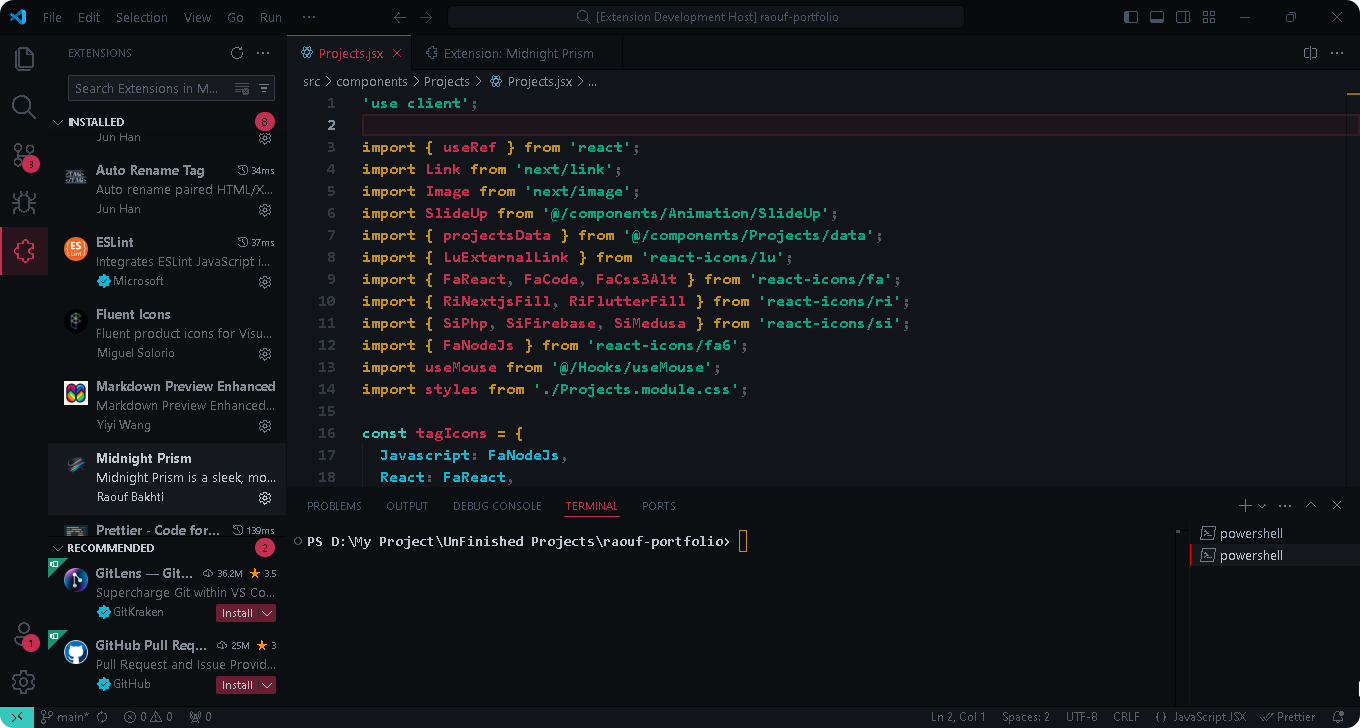 File Edit Selection View Go Run ···
[Extension Development Host] raouf-portfolio
EXTENSIONS
Search Extensions in M...
INSTALLED 8
Jun Han
Auto Rename Tag 34ms
Auto rename paired HTML/X...
Jun Han
ESLint 37ms
Integrates ESLint JavaScript i...
Microsoft
Fluent Icons
Fluent product icons for Visu...
Miguel Solorio
Markdown Preview Enhanced
Markdown Preview Enhanced...
Yiyi Wang
Midnight Prism
Midnight Prism is a sleek, mo...
Raouf Bakhti
Prettier - Code for... 139ms
RECOMMENDED 2
GitLens — Git... 36.2M 3.5
Supercharge Git within VS Co...
GitKraken Install
GitHub Pull Req... 25M 3
Pull Request and Issue Provid...
GitHub Install
3
1
Projects.jsx Extension: Midnight Prism
src > components > Projects > Projects.jsx > ...
1 'use client';
2
3 import { useRef } from 'react';
4 import Link from 'next/link';
5 import Image from 'next/image';
6 import SlideUp from '@/components/Animation/SlideUp';
7 import { projectsData } from '@/components/Projects/data';
8 import { LuExternalLink } from 'react-icons/lu';
9 import { FaReact, FaCode, FaCss3Alt } from 'react-icons/fa';
10 import { RiNextjsFill, RiFlutterFill } from 'react-icons/ri';
11 import { SiPhp, SiFirebase, SiMedusa } from 'react-icons/si';
12 import { FaNodeJs } from 'react-icons/fa6';
13 import useMouse from '@/Hooks/useMouse';
14 import styles from './Projects.module.css';
15
16 const tagIcons = {
17 Javascript: FaNodeJs,
18 React: FaReact,
PROBLEMS OUTPUT DEBUG CONSOLE TERMINAL PORTS
PS D:\My Project\UnFinished Projects\raouf-portfolio>
powershell
powershell
main* 0 0 0
Ln 2, Col 1 Spaces: 2 UTF-8 CRLF {} JavaScript JSX Prettier